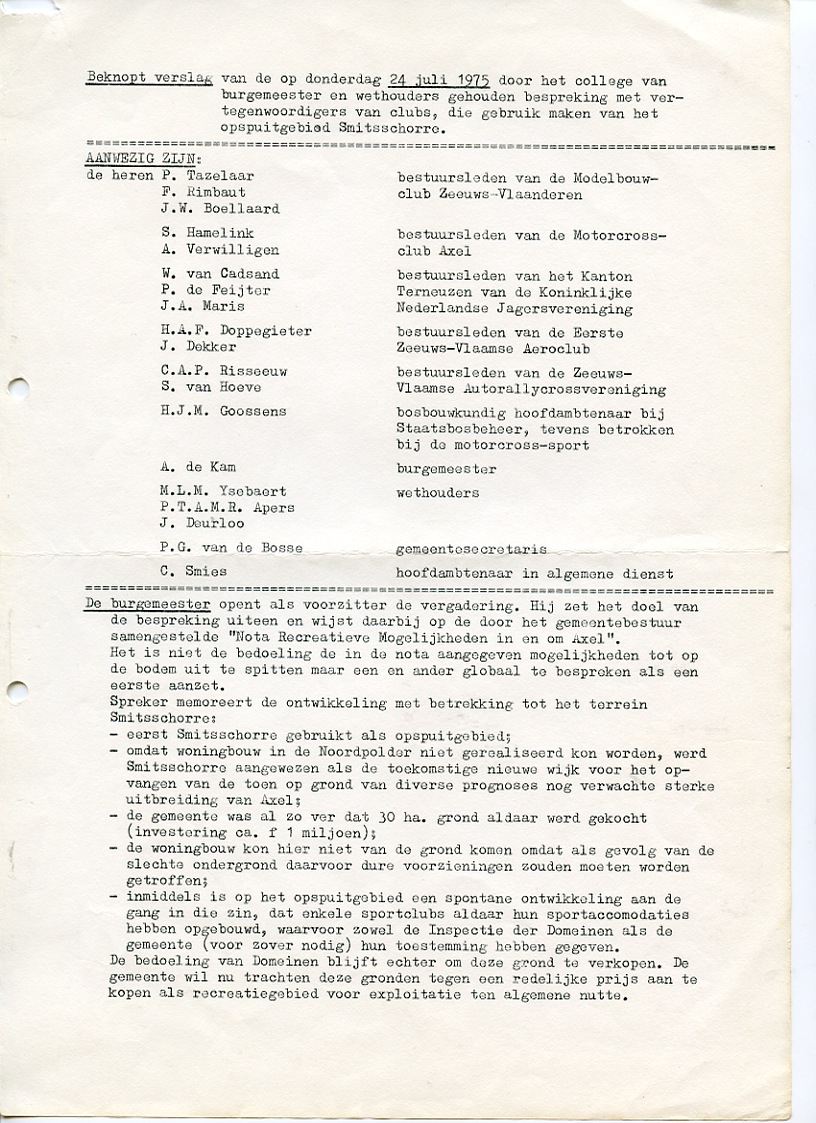 Beknopt verslag van de op donderdag 24 juli 1975 door het college van
burgemeester en wethouders gehouden bespreking met ver-
tegenwoordigers van clubs, die gebruik maken van het
opspuitgebied Smitsschorre.
==================================================================================
AANWEZIG ZIJN:
de heren P. Tazelaar bestuursleden van de Modelbouw-
F. Rimbaut club Zeeuws-Vlaanderen
J.W. Boellaard
S. Hamelink bestuursleden van de Motorcross-
A. Verwilligen club Axel
W. van Cadsand bestuursleden van het Kanton
P. de Feijter Terneuzen van de Koninklijke
J.A. Maris Nederlandse Jagersvereniging
H.A.F. Doppegieter bestuursleden van de Eerste
J. Dekker Zeeuws-Vlaamse Aeroclub
C.A.P. Risseeuw bestuursleden van de Zeeuws-
S. van Hoeve Vlaamse Autorallycrossvereniging
H.J.M. Goossens bosbouwkundig hoofdambtenaar bij
Staatsbosbeheer, tevens betrokken
bij de motorcross-sport
A. de Kam burgemeester
M.L.M. Ysebaert wethouders
P.T.A.M.R. Apers
J. Deurloo
P.G. van de Bosse gemeentesecretaris
C. Smies hoofdambtenaar in algemene dienst
==================================================================================
De burgemeester opent als voorzitter de vergadering. Hij zet het doel van
de bespreking uiteen en wijst daarbij op de door het gemeentebestuur
samengestelde "Nota Recreatieve Mogelijkheden in en om Axel".
Het is niet de bedoeling de in de nota aangegeven mogelijkheden tot op
de bodem uit te spitten maar een en ander globaal te bespreken als een
eerste aanzet.
Spreker memoreert de ontwikkeling met betrekking tot het terrein
Smitsschorre:
- eerst Smitsschorre gebruikt als opspuitgebied;
- omdat woningbouw in de Noordpolder niet gerealiseerd kon worden, werd
Smitsschorre aangewezen als de toekomstige nieuwe wijk voor het op-
vangen van de toen op grond van diverse prognoses nog verwachte sterke
uitbreiding van Axel;
- de gemeente was al zo ver dat 30 ha. grond aldaar werd gekocht
(investering ca. f 1 miljoen);
- de woningbouw kon hier niet van de grond komen omdat als gevolg van de
slechte ondergrond daarvoor dure voorzieningen zouden moeten worden
getroffen;
- inmiddels is op het opspuitgebied een spontane ontwikkeling aan de
gang in die zin, dat enkele sportclubs aldaar hun sportaccomodaties
hebben opgebouwd, waarvoor zowel de Inspectie der Domeinen als de
gemeente (voor zover nodig) hun toestemming hebben gegeven.
De bedoeling van Domeinen blijft echter om deze grond te verkopen. De
gemeente wil nu trachten deze gronden tegen een redelijke prijs aan te
kopen als recreatiegebied voor exploitatie ten algemene nutte.